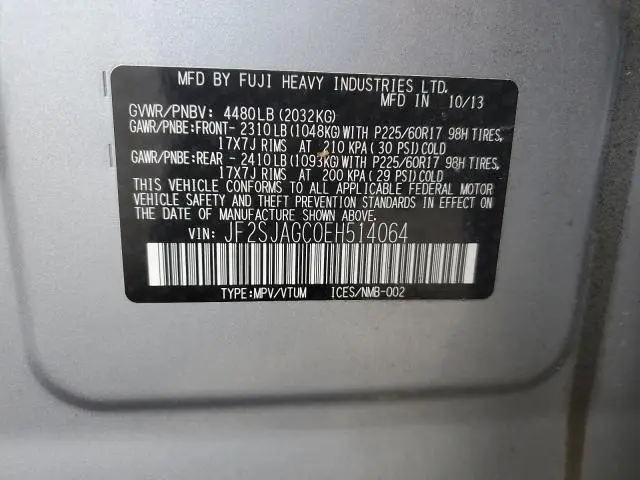 MFD BY FUJI HEAVY INDUSTRIES LTD.
MFD IN 10/13
GVWR/PNBV: 4480LB (2032KG)
GAWR/PNBE:FRONT- 2310LB(1048KG)WITH P225/60R17 98H TIRES,
17X7J RIMS AT 210 KPA( 30 PSI)COLD
GAWR/PNBE:REAR - 2410LB(1093KG)WITH P225/60R17 98H TIRES,
17X7J RIMS AT 200 KPA( 29 PSI)COLD
THIS VEHICLE CONFORMS TO ALL APPLICABLE FEDERAL MOTOR
VEHICLE SAFETY AND THEFT PREVENTION STANDARDS IN EFFECT
ON THE DATE OF MANUFACTURE SHOWN ABOVE.
VIN: JF2SJAGC0EH514064
TYPE:MPV/VTUM ICES/NMB-002